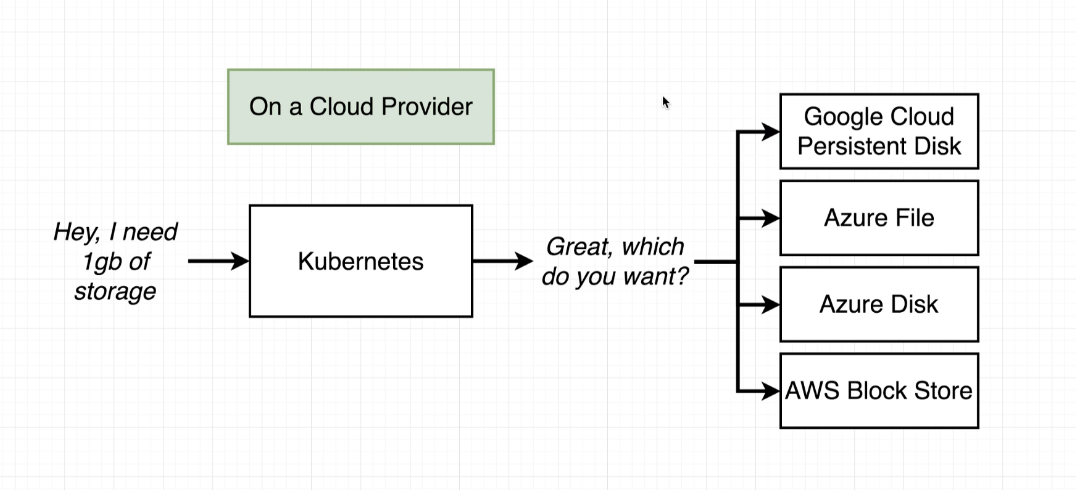 On a Cloud Provider
Hey, I need
1gb of
storage
Kubernetes
Great, which
do you want?
Google Cloud
Persistent Disk
Azure File
Azure Disk
AWS Block Store